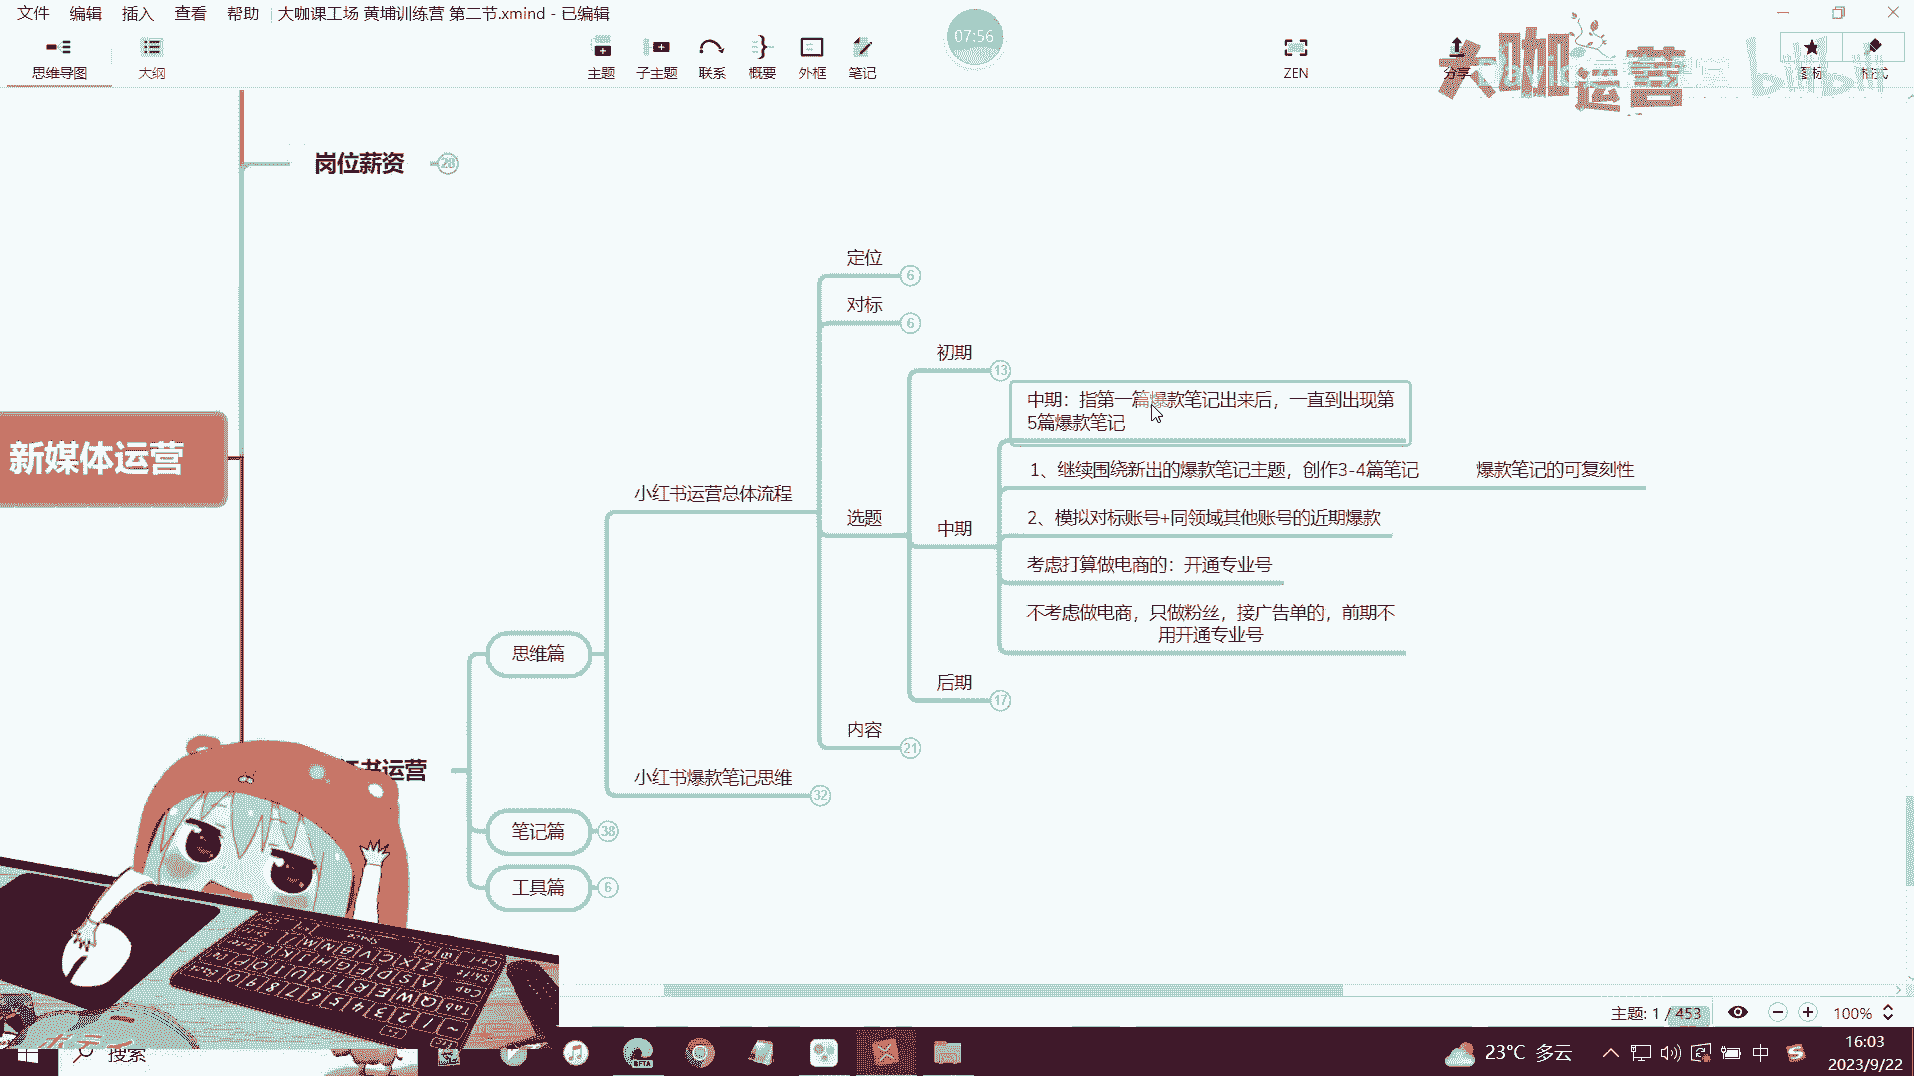 文件 编辑 插入 查看 帮助 大咖课工场 黄埔训练营 第二节.xmind - 已编辑
07:56
思维导图 大纲 主题 子主题 联系 概要 外框 笔记 ZEN 分享 图标 格式
大咖运营
bilibili
岗位薪资 28
定位 6
对标 6
初期 13
中期：指第一篇爆款笔记出来后，一直到出现第
5篇爆款笔记
1、继续围绕新出的爆款笔记主题，创作3-4篇笔记 爆款笔记的可复刻性
新媒体运营
小红书运营总体流程
选题
中期
2、模拟对标账号+同领域其他账号的近期爆款
考虑打算做电商的：开通专业号
不考虑做电商，只做粉丝，接广告单的，前期不
用开通专业号
思维篇
后期 17
内容 21
书运营
小红书爆款笔记思维 32
笔记篇 38
工具篇 6
主题: 1 / 453 100%
搜索
BETA
23°C 多云
中
16:03
2023/9/22